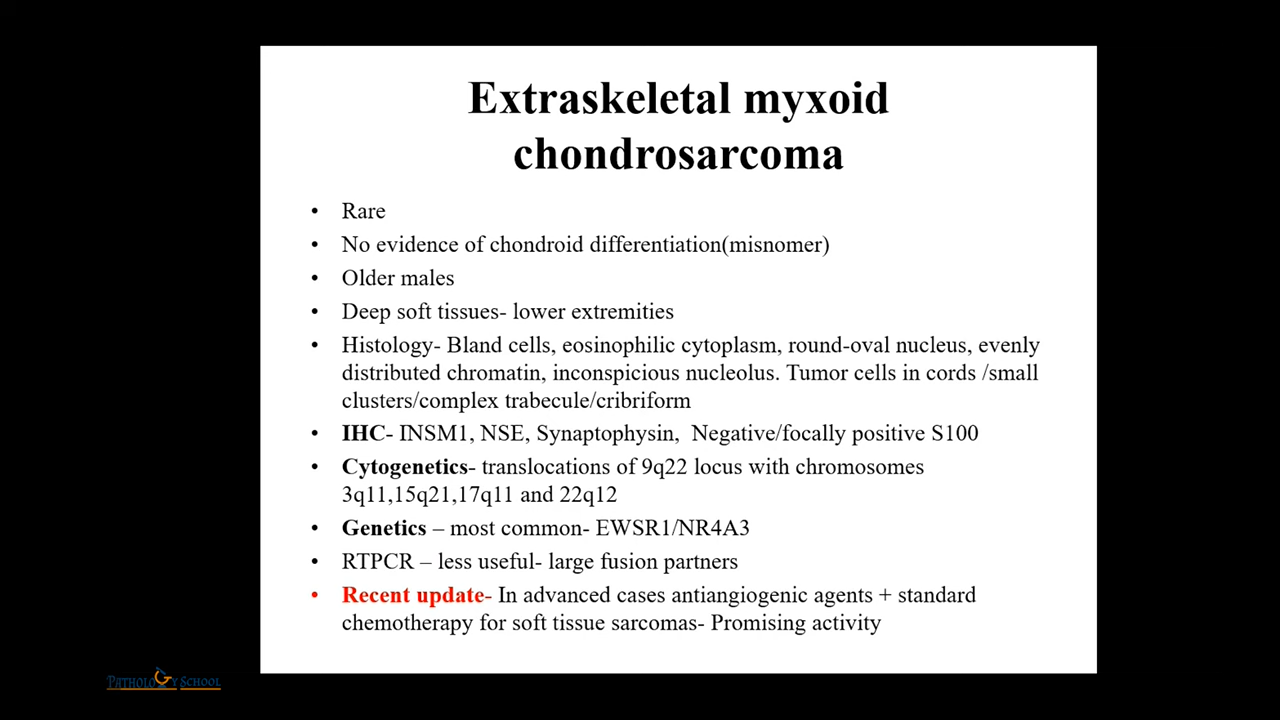 Extraskeletal myxoid
chondrosarcoma
• Rare
• No evidence of chondroid differentiation(misnomer)
• Older males
• Deep soft tissues- lower extremities
• Histology- Bland cells, eosinophilic cytoplasm, round-oval nucleus, evenly
distributed chromatin, inconspicious nucleolus. Tumor cells in cords /small
clusters/complex trabecule/cribriform
• IHC- INSM1, NSE, Synaptophysin, Negative/focally positive S100
• Cytogenetics- translocations of 9q22 locus with chromosomes
3q11,15q21,17q11 and 22q12
• Genetics – most common- EWSR1/NR4A3
• RTPCR – less useful- large fusion partners
• Recent update- In advanced cases antiangiogenic agents + standard
chemotherapy for soft tissue sarcomas- Promising activity
PATHOLOGY SCHOOL